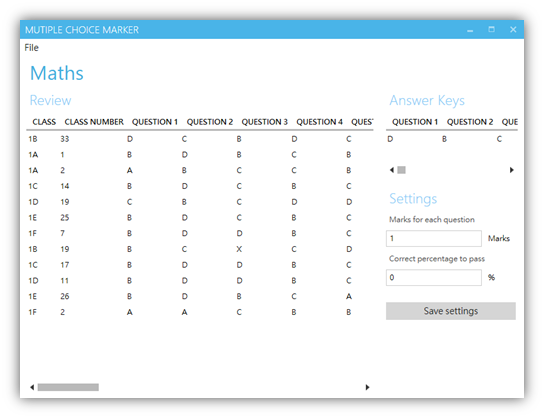 MUTIPLE CHOICE MARKER
File
Maths
Review
CLASS CLASS NUMBER QUESTION 1 QUESTION 2 QUESTION 3 QUESTION 4 QUEST
1B 33 D C B D C
1A 1 B D B C B
1A 2 A B C C B
1C 14 B D C B C
1D 19 C B C D D
1E 25 B D C B C
1F 7 B D D B C
1B 19 B C X C D
1C 17 B D D B C
1D 11 B D D B C
1E 26 B D B C A
1F 2 A A C B B
Answer Keys
QUESTION 1 QUESTION 2 QUE
D B C
Settings
Marks for each question
1 Marks
Correct percentage to pass
0 %
Save settings